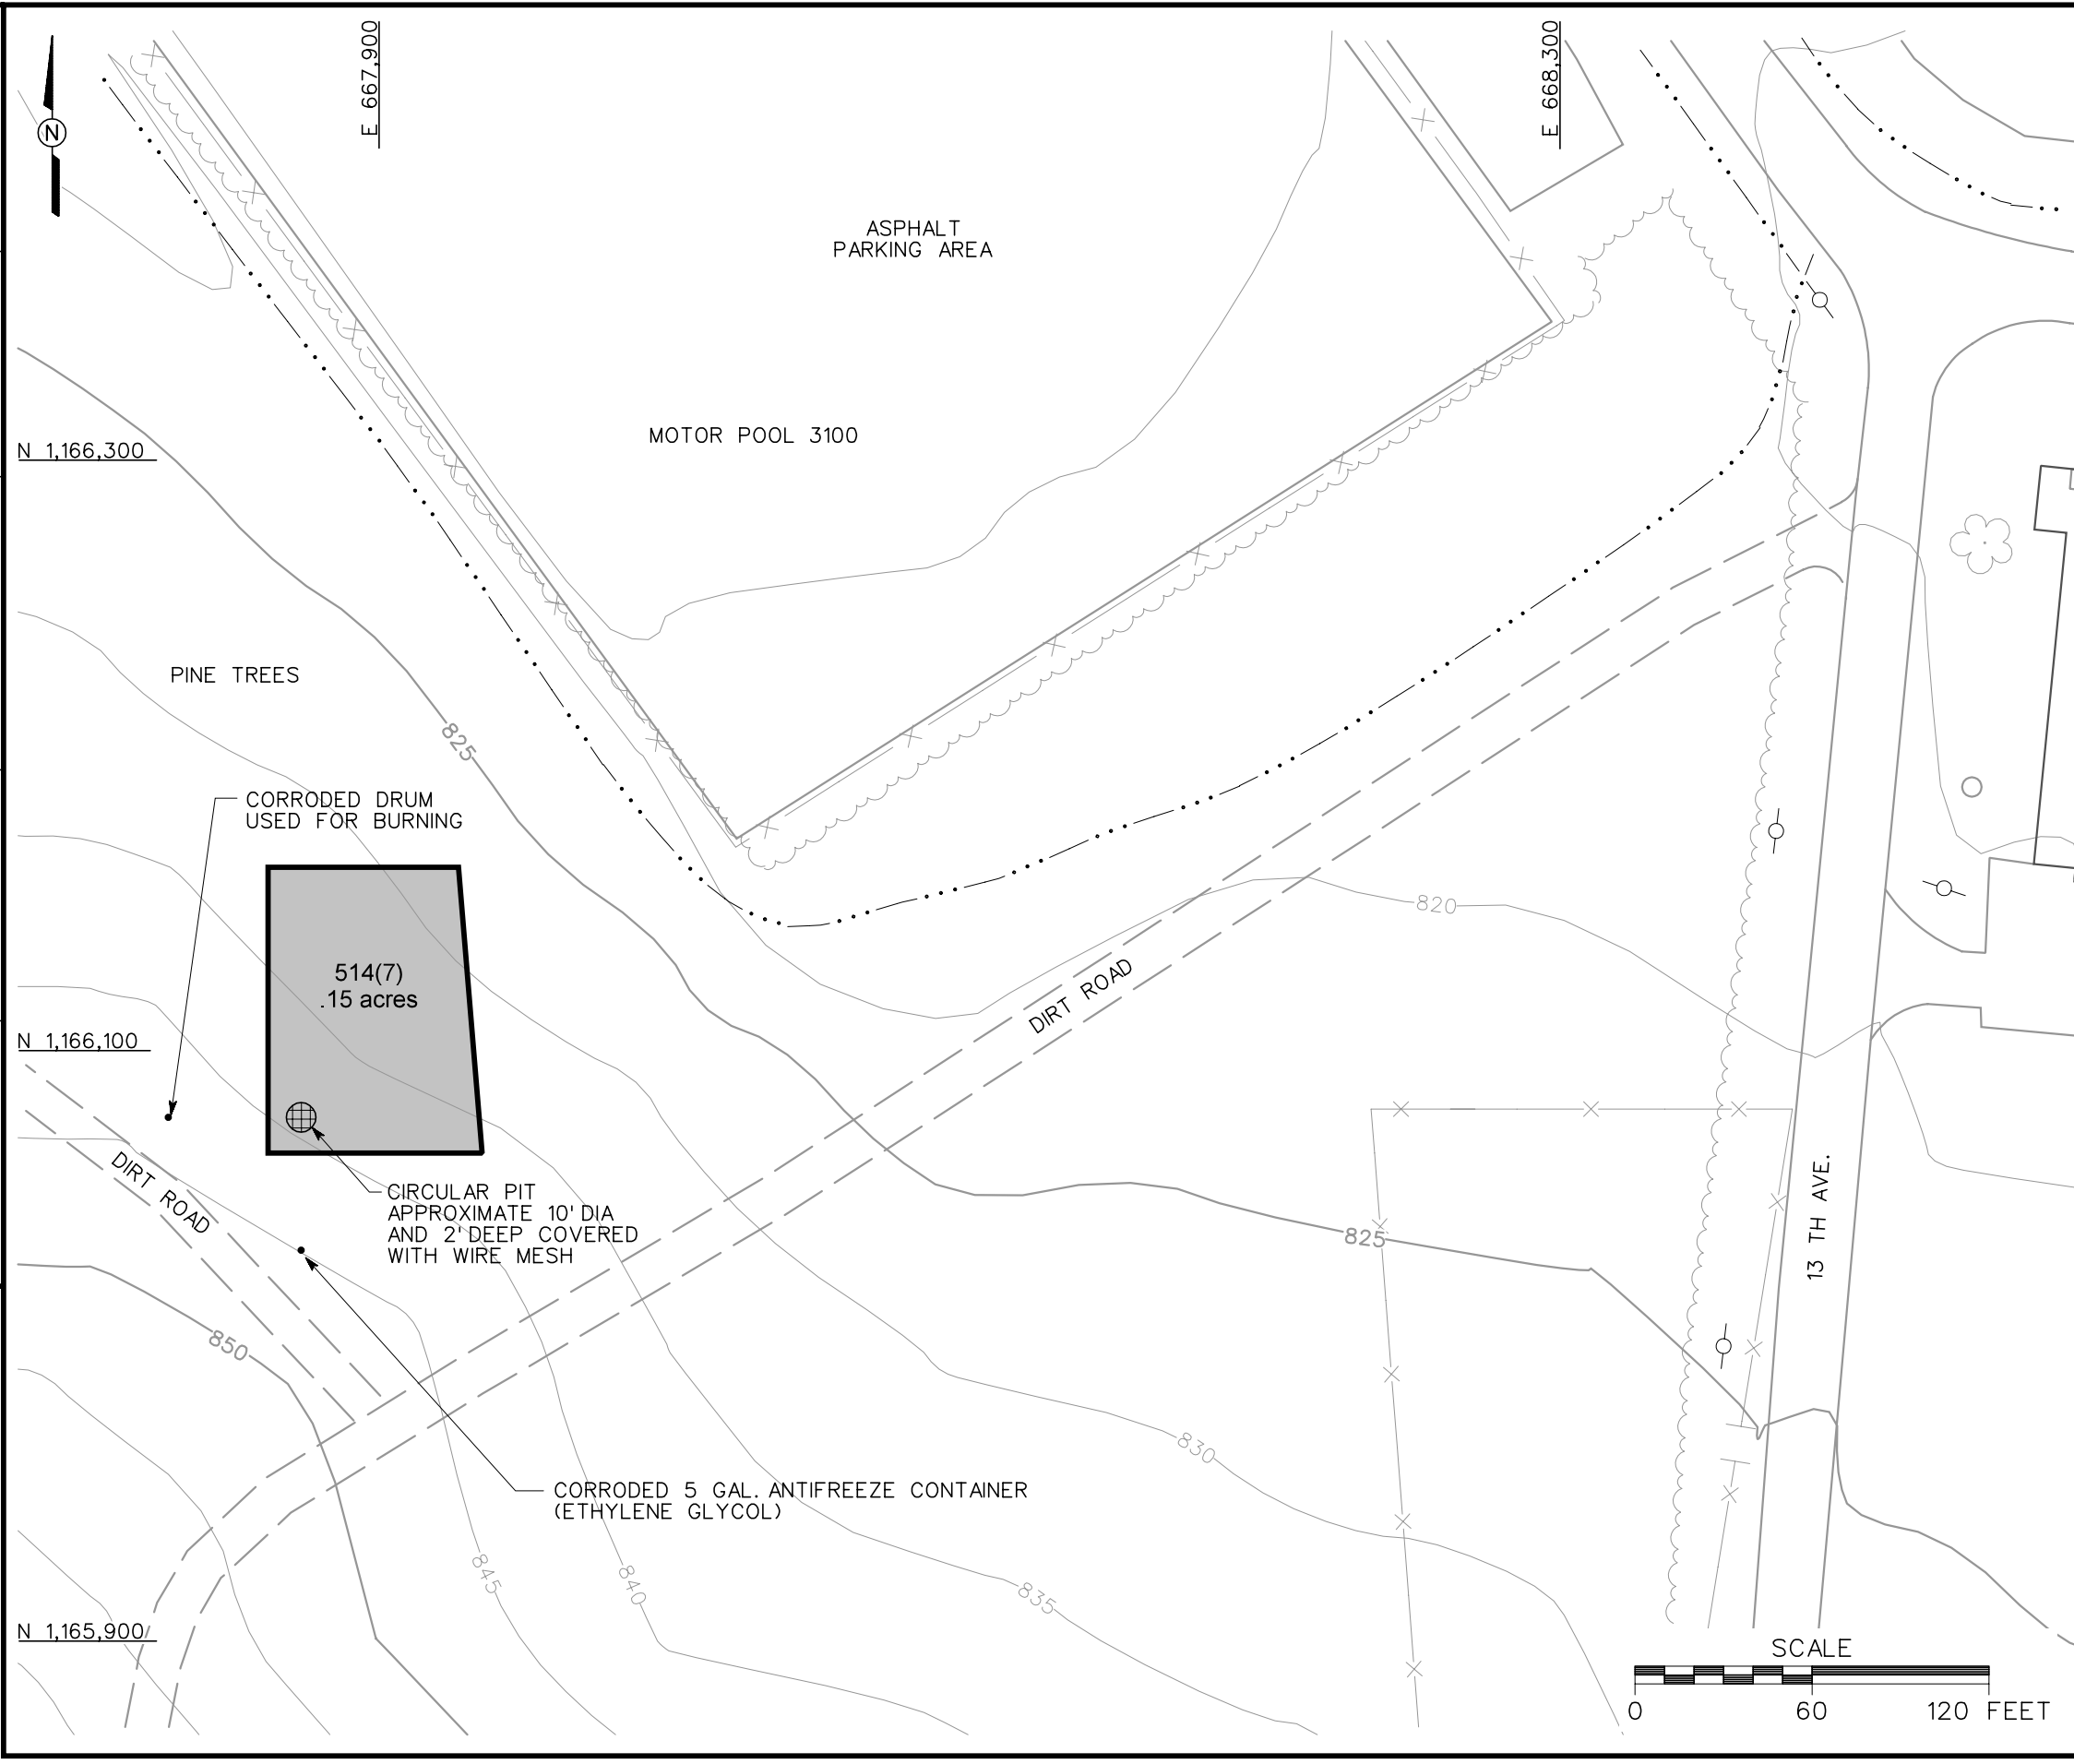 E 667,900
E 668,300
N
ASPHALT
PARKING AREA
MOTOR POOL 3100
N 1,166,300
PINE TREES
825
CORRODED DRUM
USED FOR BURNING
820
514(7)
.15 acres
DIRT ROAD
N 1,166,100
DIRT ROAD
CIRCULAR PIT
APPROXIMATE 10' DIA
AND 2' DEEP COVERED
WITH WIRE MESH
825
13 TH AVE.
850
830
CORRODED 5 GAL. ANTIFREEZE CONTAINER
(ETHYLENE GLYCOL)
845
840
835
N 1,165,900
SCALE
0 60 120 FEET